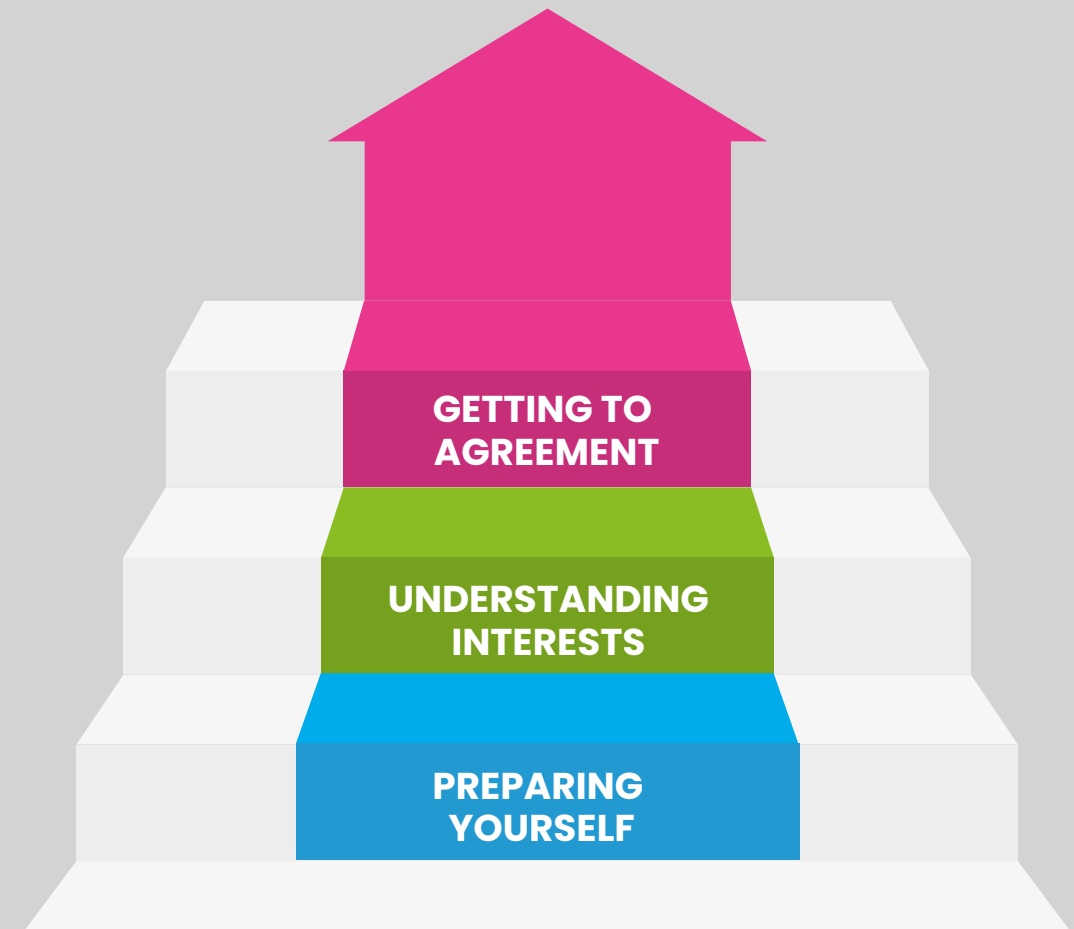 GETTING TO
AGREEMENT
UNDERSTANDING
INTERESTS
PREPARING
YOURSELF